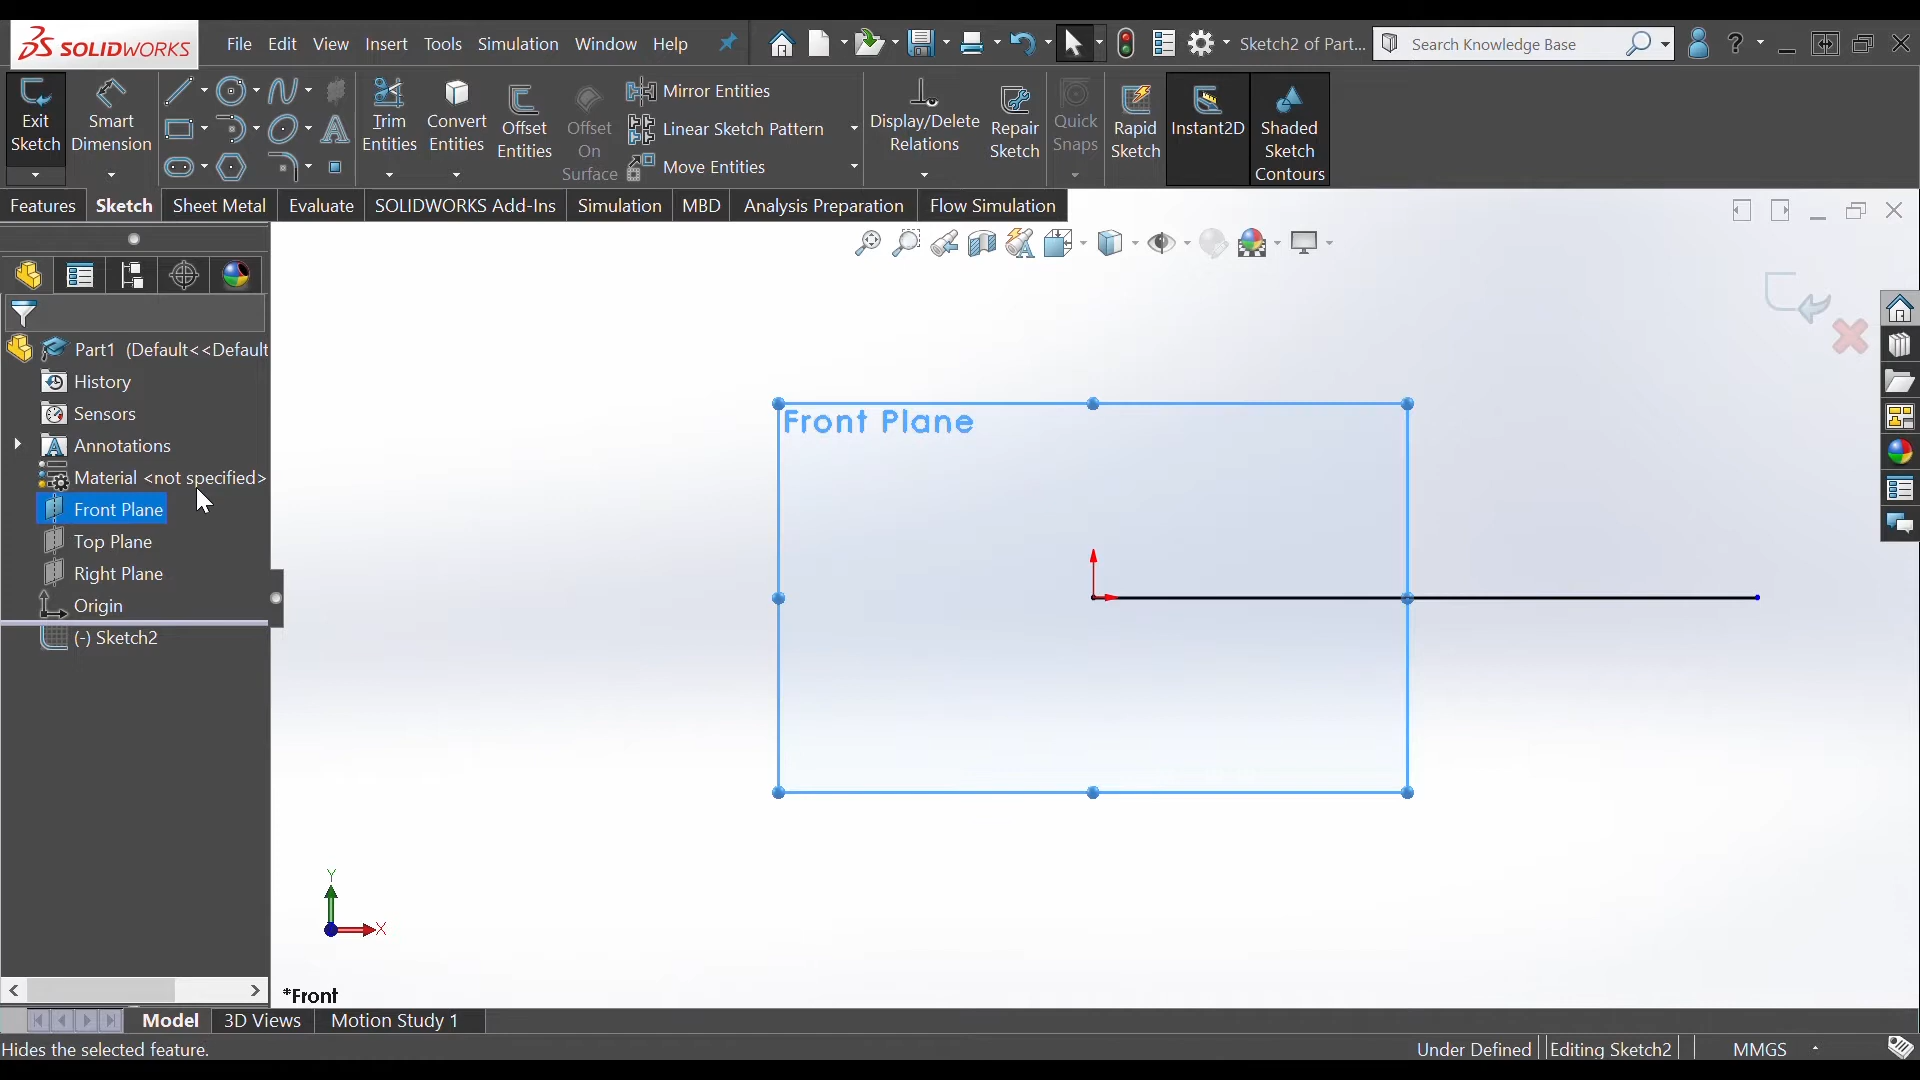 SOLIDWORKS
File Edit View Insert Tools Simulation Window Help
Sketch2 of Part...
Search Knowledge Base
Exit Sketch
Smart Dimension
Trim Entities
Convert Entities
Offset Entities
Offset On Surface
Mirror Entities
Linear Sketch Pattern
Move Entities
Display/Delete Relations
Repair Sketch
Quick Snaps
Rapid Sketch
Instant2D
Shaded Sketch Contours
Features Sketch Sheet Metal Evaluate SOLIDWORKS Add-Ins Simulation MBD Analysis Preparation Flow Simulation
Part1 (Default<<Default
History
Sensors
Annotations
Material <not specified>
Front Plane
Top Plane
Right Plane
Origin
(-) Sketch2
Front Plane
Y
X
*Front
Model 3D Views Motion Study 1
Hides the selected feature.
Under Defined Editing Sketch2 MMGS